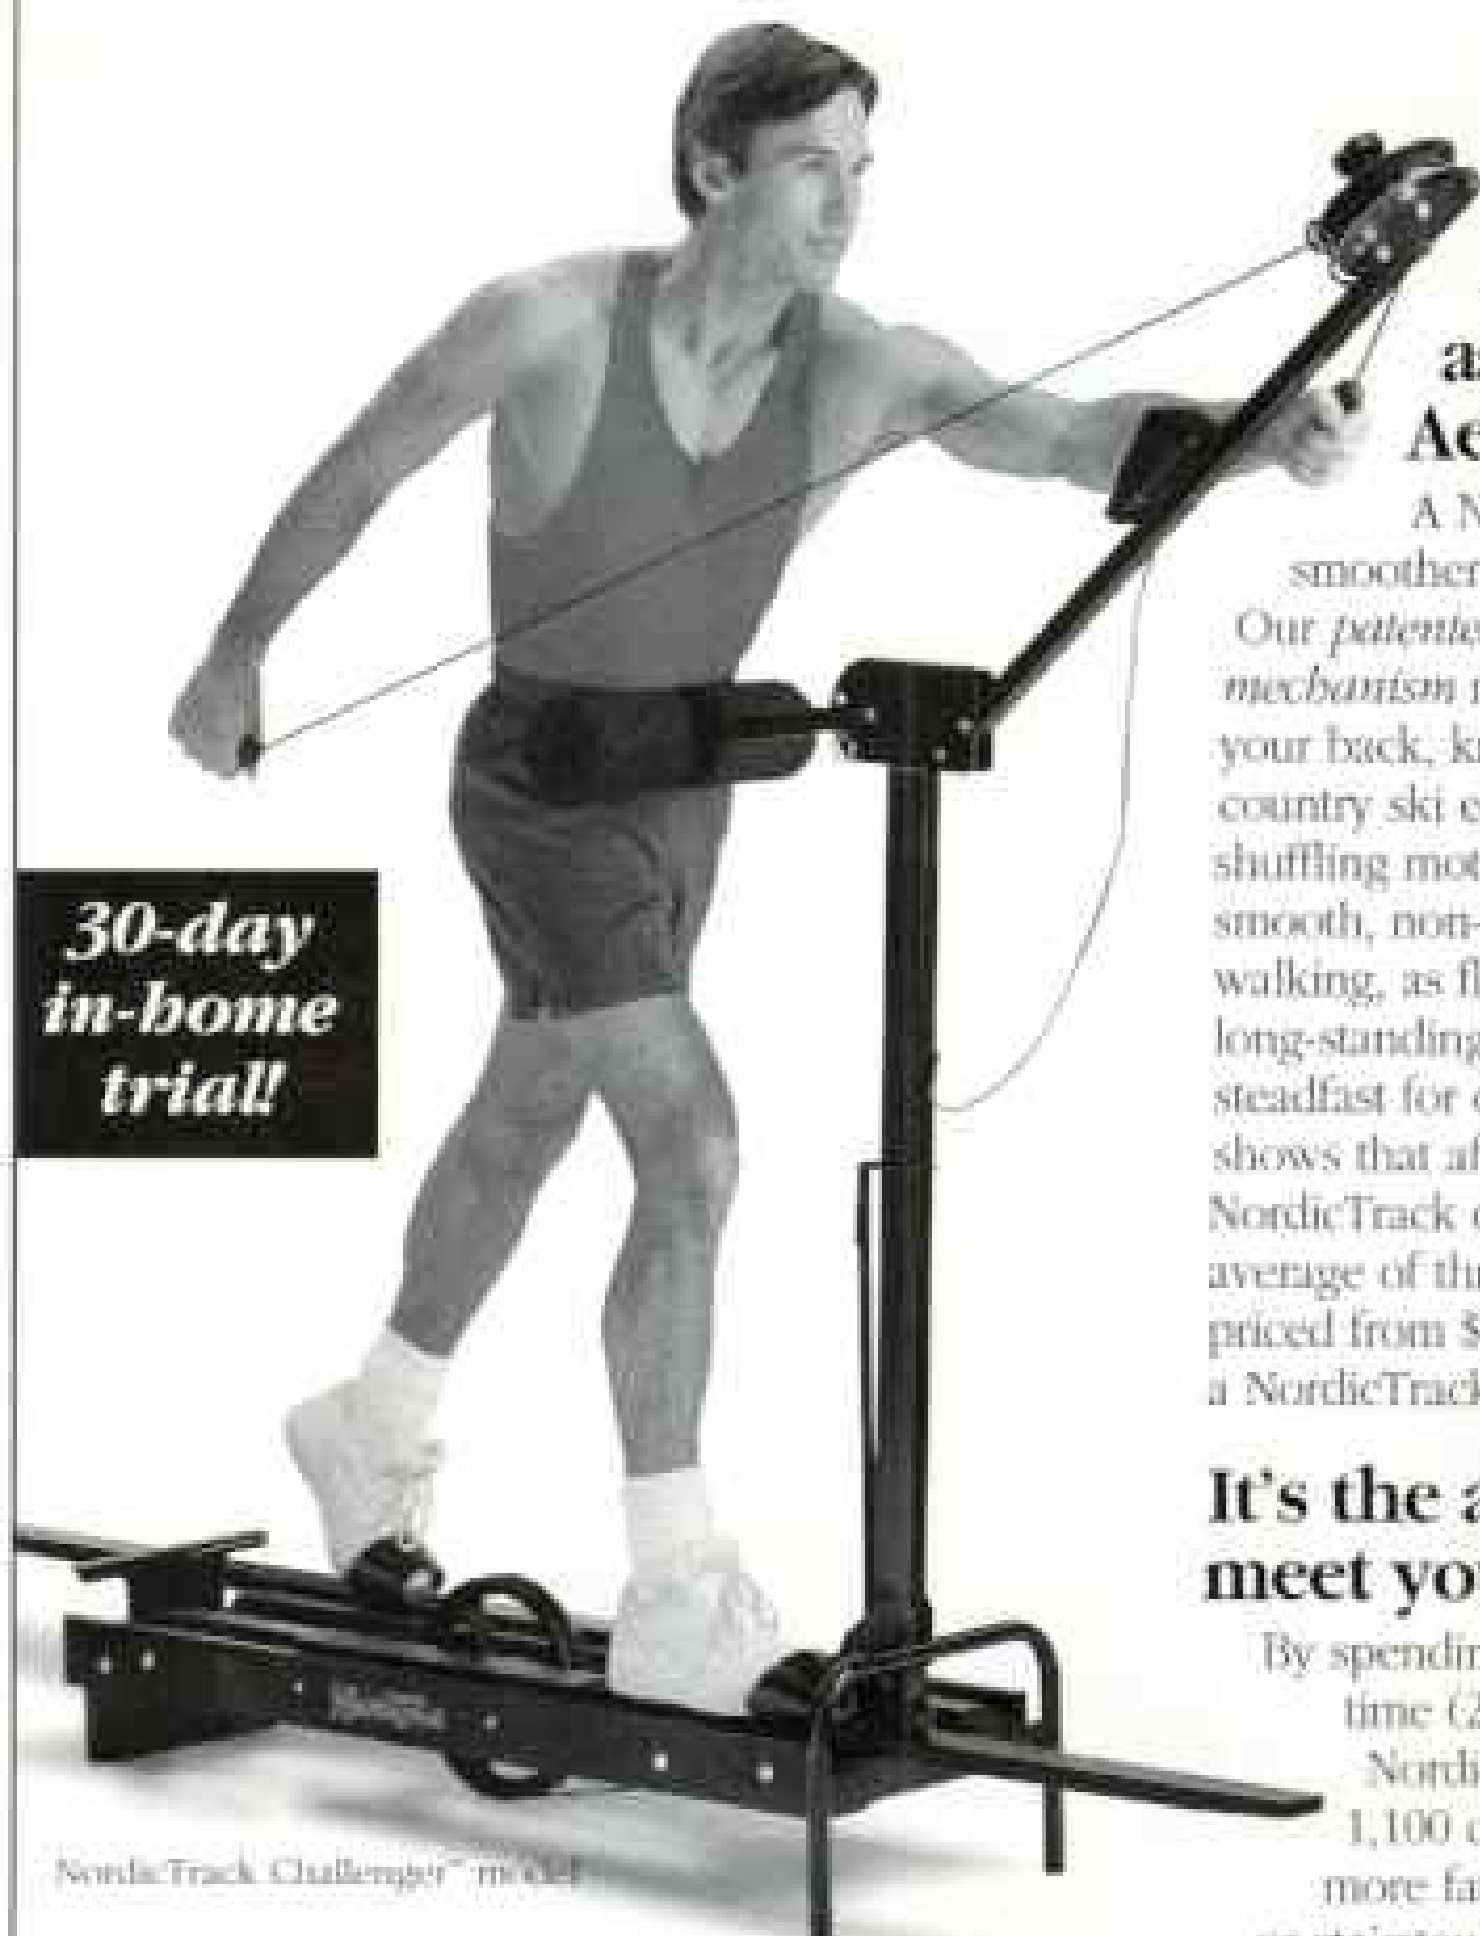 30-day
in-home
trial!
NordicTrack Challenger™ model
as
Ae
A N
smoother
Our patente
mechanism
your back, k
country ski e
shuffling mot
smooth, non-
walking, as fl
long-standing
steadfast for
shows that af
NordicTrack
average of th
priced from $
a NordicTrack
It's the a
meet yo
By spendin
time (2
Nordi
1,100 c
more fa